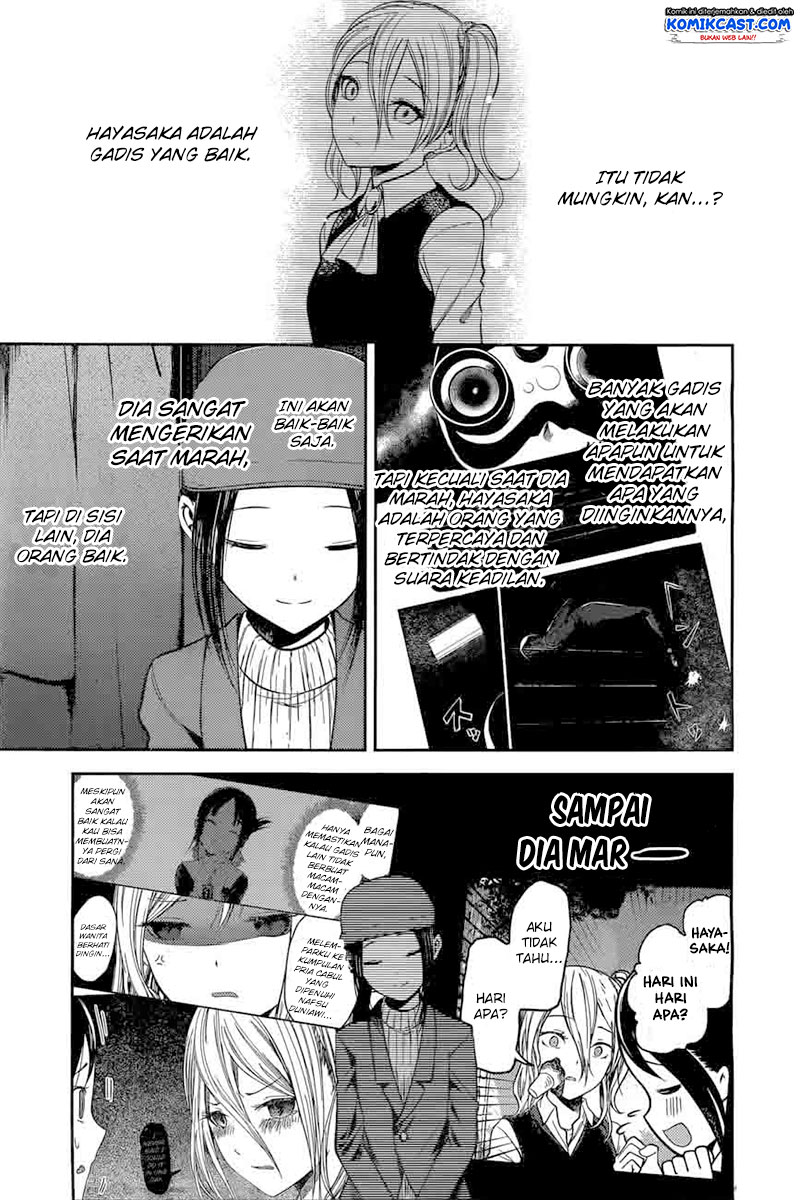 Komik ini diterjemahkan & diedit oleh
KOMIKCAST.COM
BUKAN WEB LAIN!!
HAYASAKA ADALAH
GADIS YANG BAIK.
ITU TIDAK
MUNGKIN, KAN...?
BANYAK GADIS
YANG AKAN
MELAKUKAN
APAPUN UNTUK
MENDAPATKAN
APA YANG
DIINGINKANNYA,
TAPI KECUALI SAAT DIA
MARAH, HAYASAKA
ADALAH ORANG YANG
TERPERCAYA DAN
BERTINDAK DENGAN
SUARA KEADILAN.
INI AKAN
BAIK-BAIK
SAJA.
DIA SANGAT
MENGERIKAN
SAAT MARAH,
TAPI DI SISI
LAIN, DIA
ORANG BAIK.
SAMPAI
DIA MAR—
HAYA-
SAKA!
HARI INI
HARI
APA?
AKU
TIDAK
TAHU...
HARI
APA?
BAGAI
MANA-
PUN,
HANYA
MEMASTIKAN
KALAU GADIS
LAIN TIDAK
BERBUAT
MACAM-
MACAM
DENGAN-
NYA.
MESKIPUN
AKAN
SANGAT
BAIK KALAU
KAU BISA
MEMBUATN-
YA PERGI
DARI SANA.
MELEM-
PARKU KE
KUMPULAN
PRIA CABUL
YANG
DIPENUHI
NAFSU
DUNIAWI...
DASAR
WANITA
BERHATI
DINGIN...